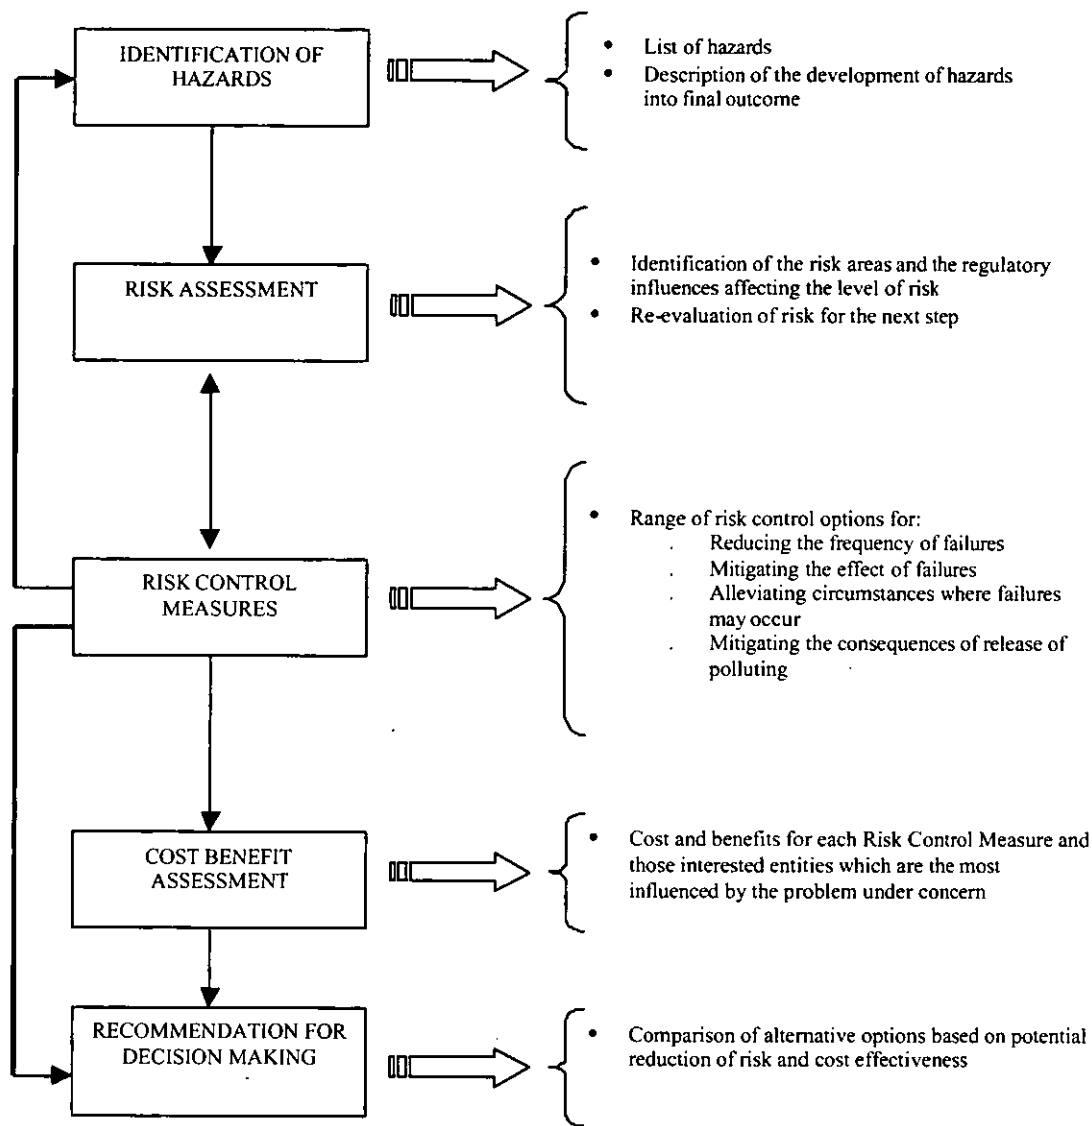 IDENTIFICATION OF
HAZARDS
• List of hazards
• Description of the development of hazards
into final outcome
RISK ASSESSMENT
• Identification of the risk areas and the regulatory
influences affecting the level of risk
• Re-evaluation of risk for the next step
RISK CONTROL
MEASURES
• Range of risk control options for:
. Reducing the frequency of failures
. Mitigating the effect of failures
. Alleviating circumstances where failures
may occur
. Mitigating the consequences of release of
polluting
COST BENEFIT
ASSESSMENT
• Cost and benefits for each Risk Control Measure and
those interested entities which are the most
influenced by the problem under concern
RECOMMENDATION FOR
DECISION MAKING
• Comparison of alternative options based on potential
reduction of risk and cost effectiveness